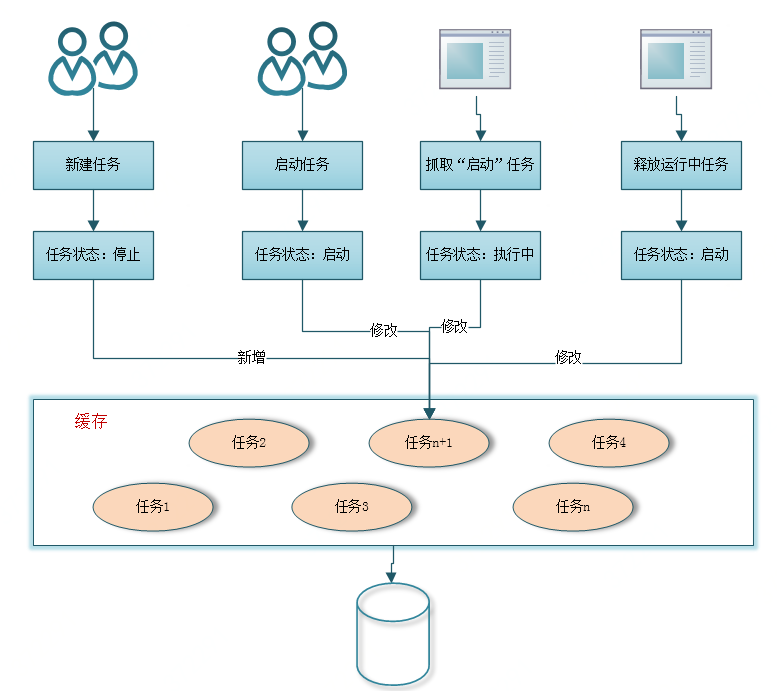 新建任务
启动任务
抓取“启动”任务
释放运行中任务
任务状态：停止
任务状态：启动
任务状态：执行中
任务状态：启动
修改
修改
新增
修改
缓存
任务2
任务n+1
任务4
任务1
任务3
任务n